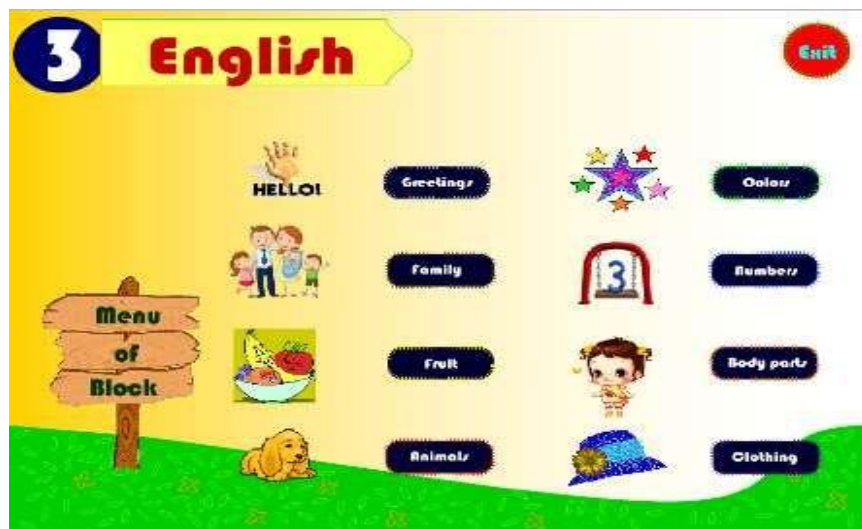 3 English
Exit
HELLO!
Greetings
Colors
Family
3
Numbers
Menu
of
Block
Fruit
Body parts
Animals
Clothing